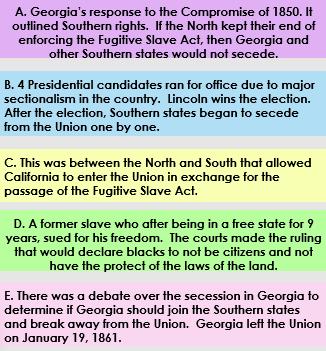 A. Georgia's response to the Compromise of 1850. It
outlined Southern rights. If the North kept their end of
enforcing the Fugitive Slave Act, then Georgia and
other Southern states would not secede.
B. 4 Presidential candidates ran for office due to major
sectionalism in the country. Lincoln wins the election.
After the election, Southern states began to secede
from the Union one by one.
C. This was between the North and South that allowed
California to enter the Union in exchange for the
passage of the Fugitive Slave Act.
D. A former slave who after being in a free state for 9
years, sued for his freedom. The courts made the ruling
that would declare blacks to not be citizens and not
have the protect of the laws of the land.
E. There was a debate over the secession in Georgia to
determine if Georgia should join the Southern states
and break away from the Union. Georgia left the Union
on January 19, 1861.